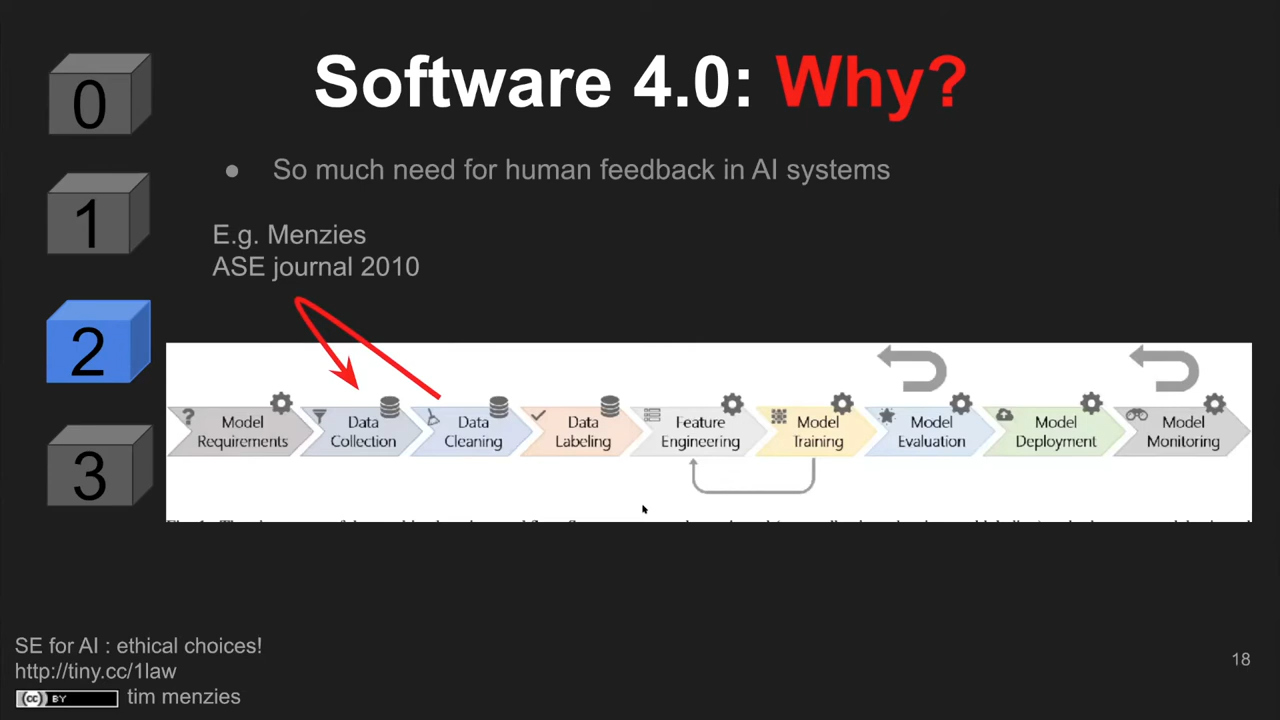 Software 4.0: Why?
0
1
2
3
● So much need for human feedback in AI systems
E.g. Menzies
ASE journal 2010
?
Model
Requirements
Data
Collection
Data
Cleaning
Data
Labeling
Feature
Engineering
Model
Training
Model
Evaluation
Model
Deployment
Model
Monitoring
SE for AI : ethical choices!
http://tiny.cc/1law
cc BY tim menzies
18